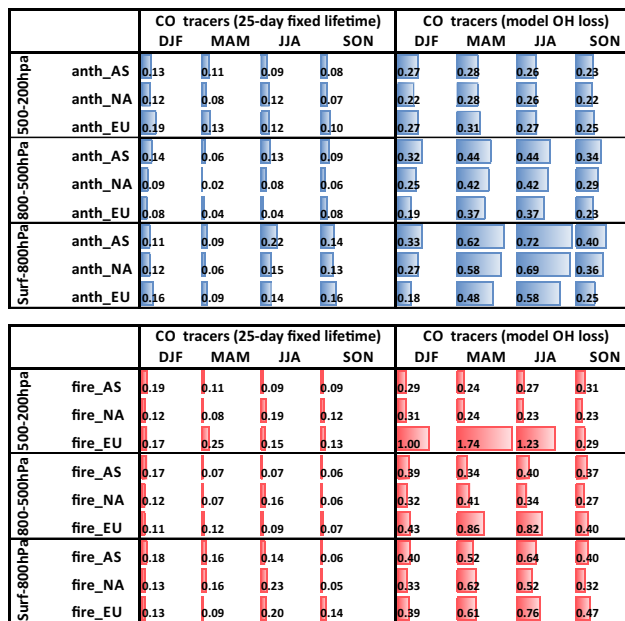 CO tracers (25-day fixed lifetime) CO tracers (model OH loss)
DJF MAM JJA SON DJF MAM JJA SON
500-200hpa
anth_AS 0.13 0.11 0.09 0.08 0.27 0.28 0.26 0.23
anth_NA 0.12 0.08 0.12 0.07 0.22 0.28 0.26 0.22
anth_EU 0.19 0.13 0.12 0.10 0.27 0.31 0.27 0.25
800-500hPa
anth_AS 0.14 0.06 0.13 0.09 0.32 0.44 0.44 0.34
anth_NA 0.09 0.02 0.08 0.06 0.25 0.42 0.42 0.29
anth_EU 0.08 0.04 0.04 0.08 0.19 0.37 0.37 0.23
Surf-800hPa
anth_AS 0.11 0.09 0.22 0.14 0.33 0.62 0.72 0.40
anth_NA 0.12 0.06 0.15 0.13 0.27 0.58 0.69 0.36
anth_EU 0.16 0.09 0.14 0.16 0.18 0.48 0.58 0.25
CO tracers (25-day fixed lifetime) CO tracers (model OH loss)
DJF MAM JJA SON DJF MAM JJA SON
500-200hpa
fire_AS 0.19 0.11 0.09 0.09 0.29 0.24 0.27 0.31
fire_NA 0.12 0.08 0.19 0.12 0.31 0.24 0.23 0.23
fire_EU 0.17 0.25 0.15 0.13 1.00 1.74 1.23 0.29
800-500hPa
fire_AS 0.17 0.07 0.07 0.06 0.39 0.34 0.40 0.37
fire_NA 0.12 0.07 0.16 0.06 0.32 0.41 0.34 0.27
fire_EU 0.11 0.12 0.09 0.07 0.43 0.86 0.82 0.40
Surf-800hPa
fire_AS 0.18 0.16 0.14 0.06 0.40 0.52 0.64 0.40
fire_NA 0.13 0.16 0.23 0.05 0.33 0.62 0.52 0.32
fire_EU 0.13 0.09 0.20 0.14 0.39 0.61 0.76 0.47